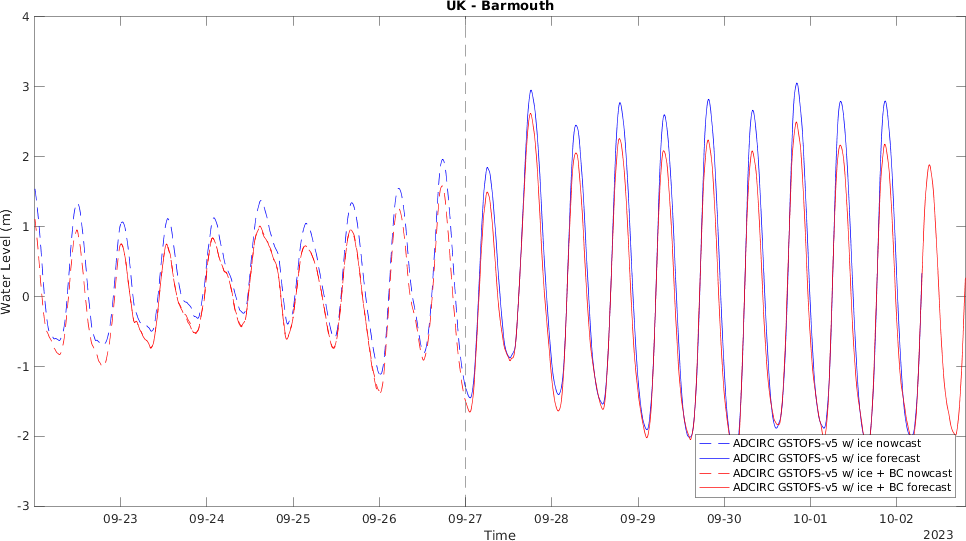 UK - Barmouth
4
3
2
1
0
-1
-2
-3
Water Level (m)
ADCIRC GSTOFS-v5 w/ ice nowcast
ADCIRC GSTOFS-v5 w/ ice forecast
ADCIRC GSTOFS-v5 w/ ice + BC nowcast
ADCIRC GSTOFS-v5 w/ ice + BC forecast
09-23 09-24 09-25 09-26 09-27 09-28 09-29 09-30 10-01 10-02
Time
2023